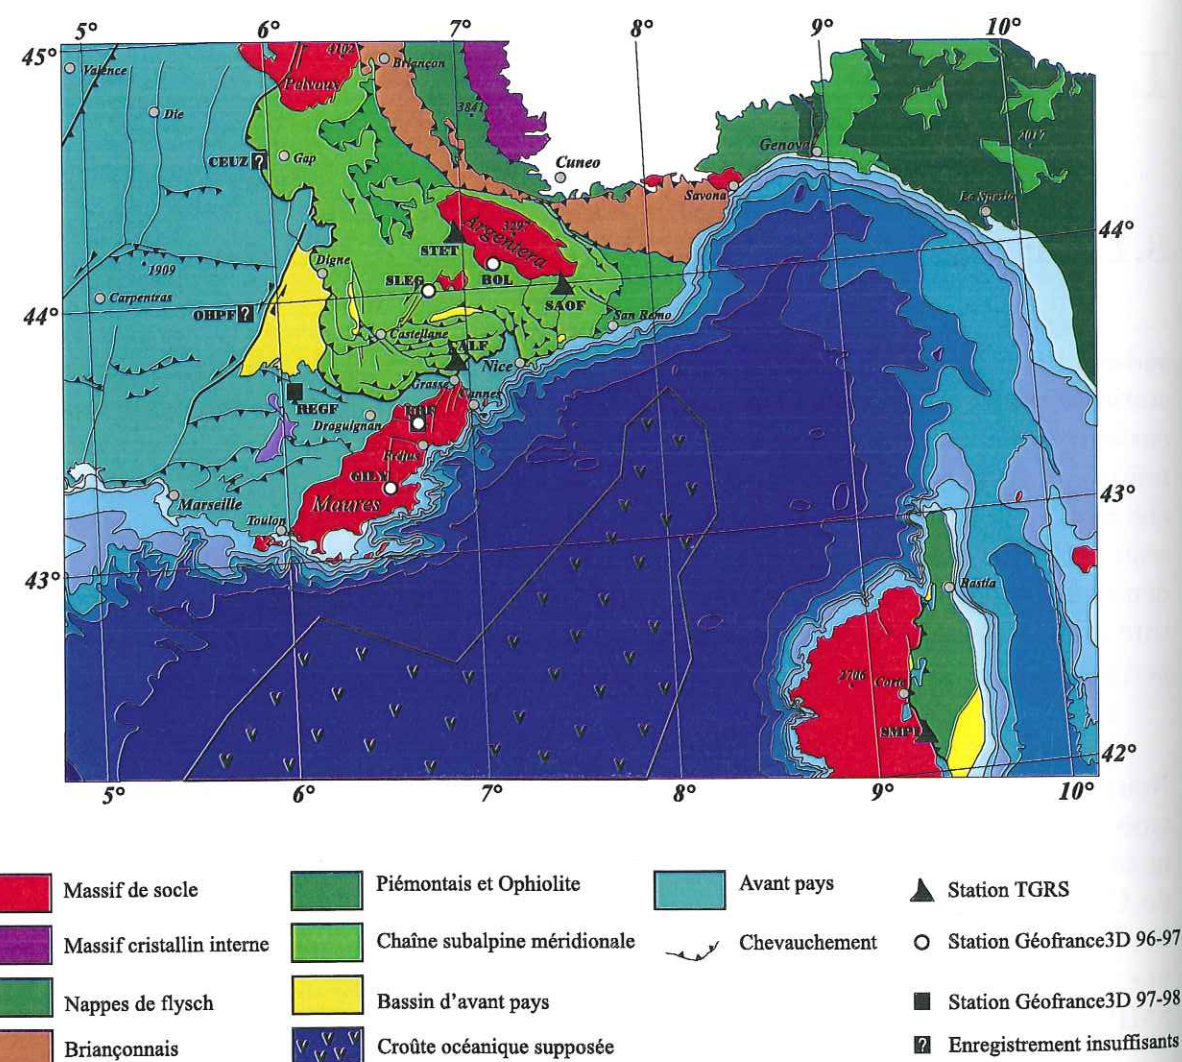 6° 7° 8° 9° 10°
45°
4102
Valence
Pelvoux
Briançon
Die
3841
2017
CEUZ ?
Gap
Cuneo
Genova
Savona
La Spezia
3297
Argentera
STET
44°
1909
Digne
SLEG
BOL
SAOF
Carpentras
OHPF ?
San Remo
44°
Castellane
ALF
Nice
Grasse
Cannes
REGF
Draguignan
Fréjus
GILY
Marseille
Maures
43°
Toulon
43°
Bastia
2706
Corte
SMPL
42°
5° 6° 7° 8° 9° 10°
Massif de socle
Piémontais et Ophiolite
Avant pays
Station TGRS
Massif cristallin interne
Chaîne subalpine méridionale
Chevauchement
Station Géofrance3D 96-97
Nappes de flysch
Bassin d'avant pays
Station Géofrance3D 97-98
Briançonnais
Croûte océanique supposée
? Enregistrement insuffisants